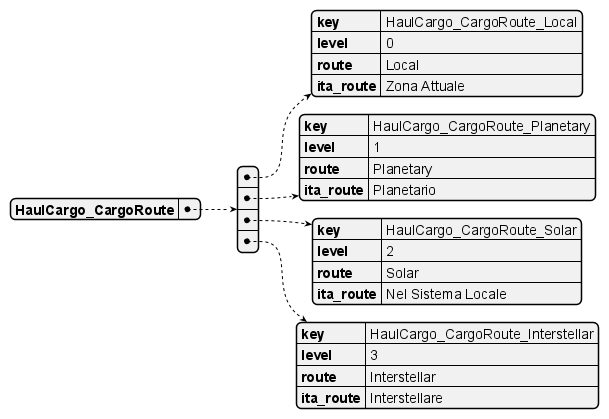 key HaulCargo_CargoRoute_Local
level 0
route Local
ita_route Zona Attuale
key HaulCargo_CargoRoute_Planetary
level 1
route Planetary
ita_route Planetario
HaulCargo_CargoRoute
key HaulCargo_CargoRoute_Solar
level 2
route Solar
ita_route Nel Sistema Locale
key HaulCargo_CargoRoute_Interstellar
level 3
route Interstellar
ita_route Interstellare